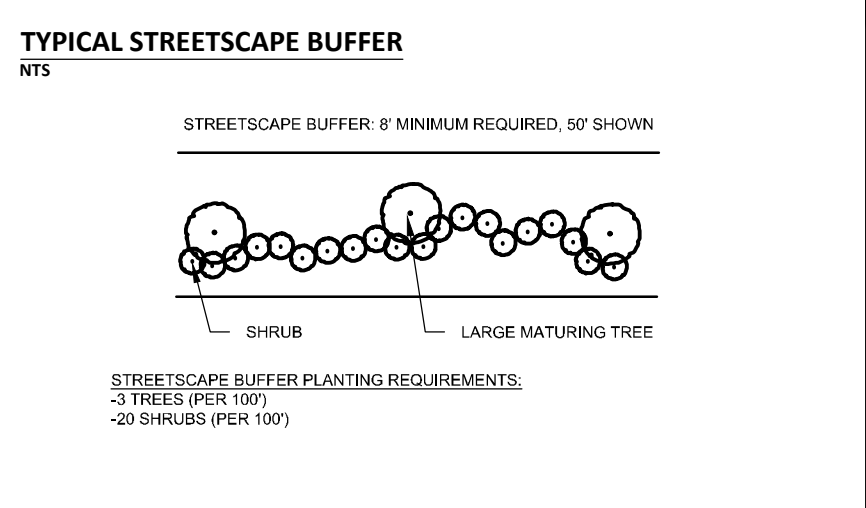 TYPICAL STREETSCAPE BUFFER
NTS
STREETSCAPE BUFFER: 8' MINIMUM REQUIRED, 50' SHOWN
SHRUB
LARGE MATURING TREE
STREETSCAPE BUFFER PLANTING REQUIREMENTS:
-3 TREES (PER 100')
-20 SHRUBS (PER 100')